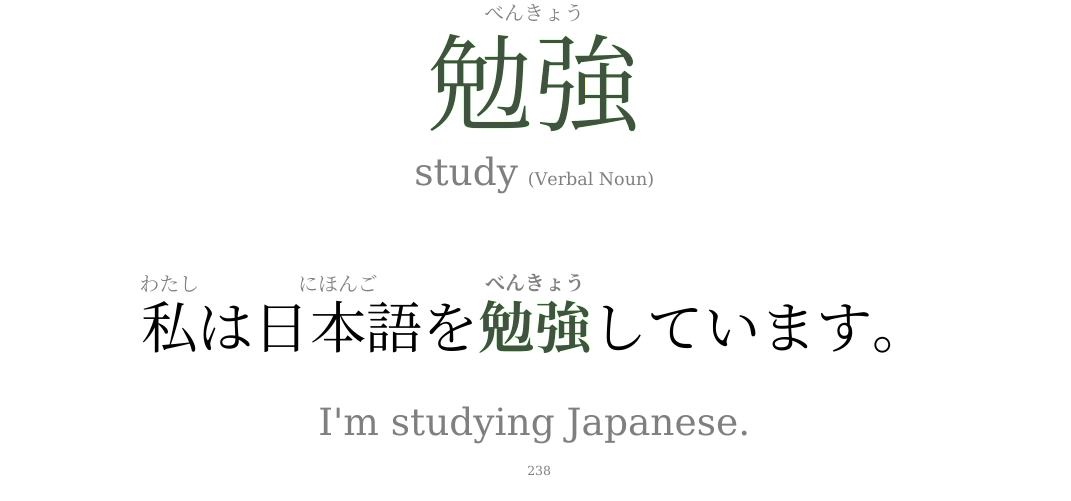 べんきょう
勉強
study (Verbal Noun)
わたし にほんご べんきょう
私は日本語を勉強しています。
I'm studying Japanese.
238